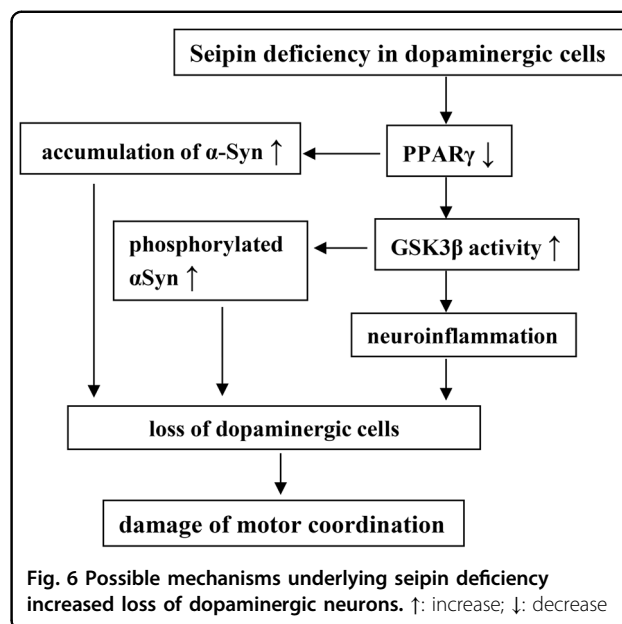 Seipin deficiency in dopaminergic cells
accumulation of α-Syn ↑
PPARγ ↓
phosphorylated
αSyn ↑
GSK3β activity ↑
neuroinflammation
loss of dopaminergic cells
damage of motor coordination
Fig. 6 Possible mechanisms underlying seipin deficiency
increased loss of dopaminergic neurons. ↑: increase; ↓: decrease